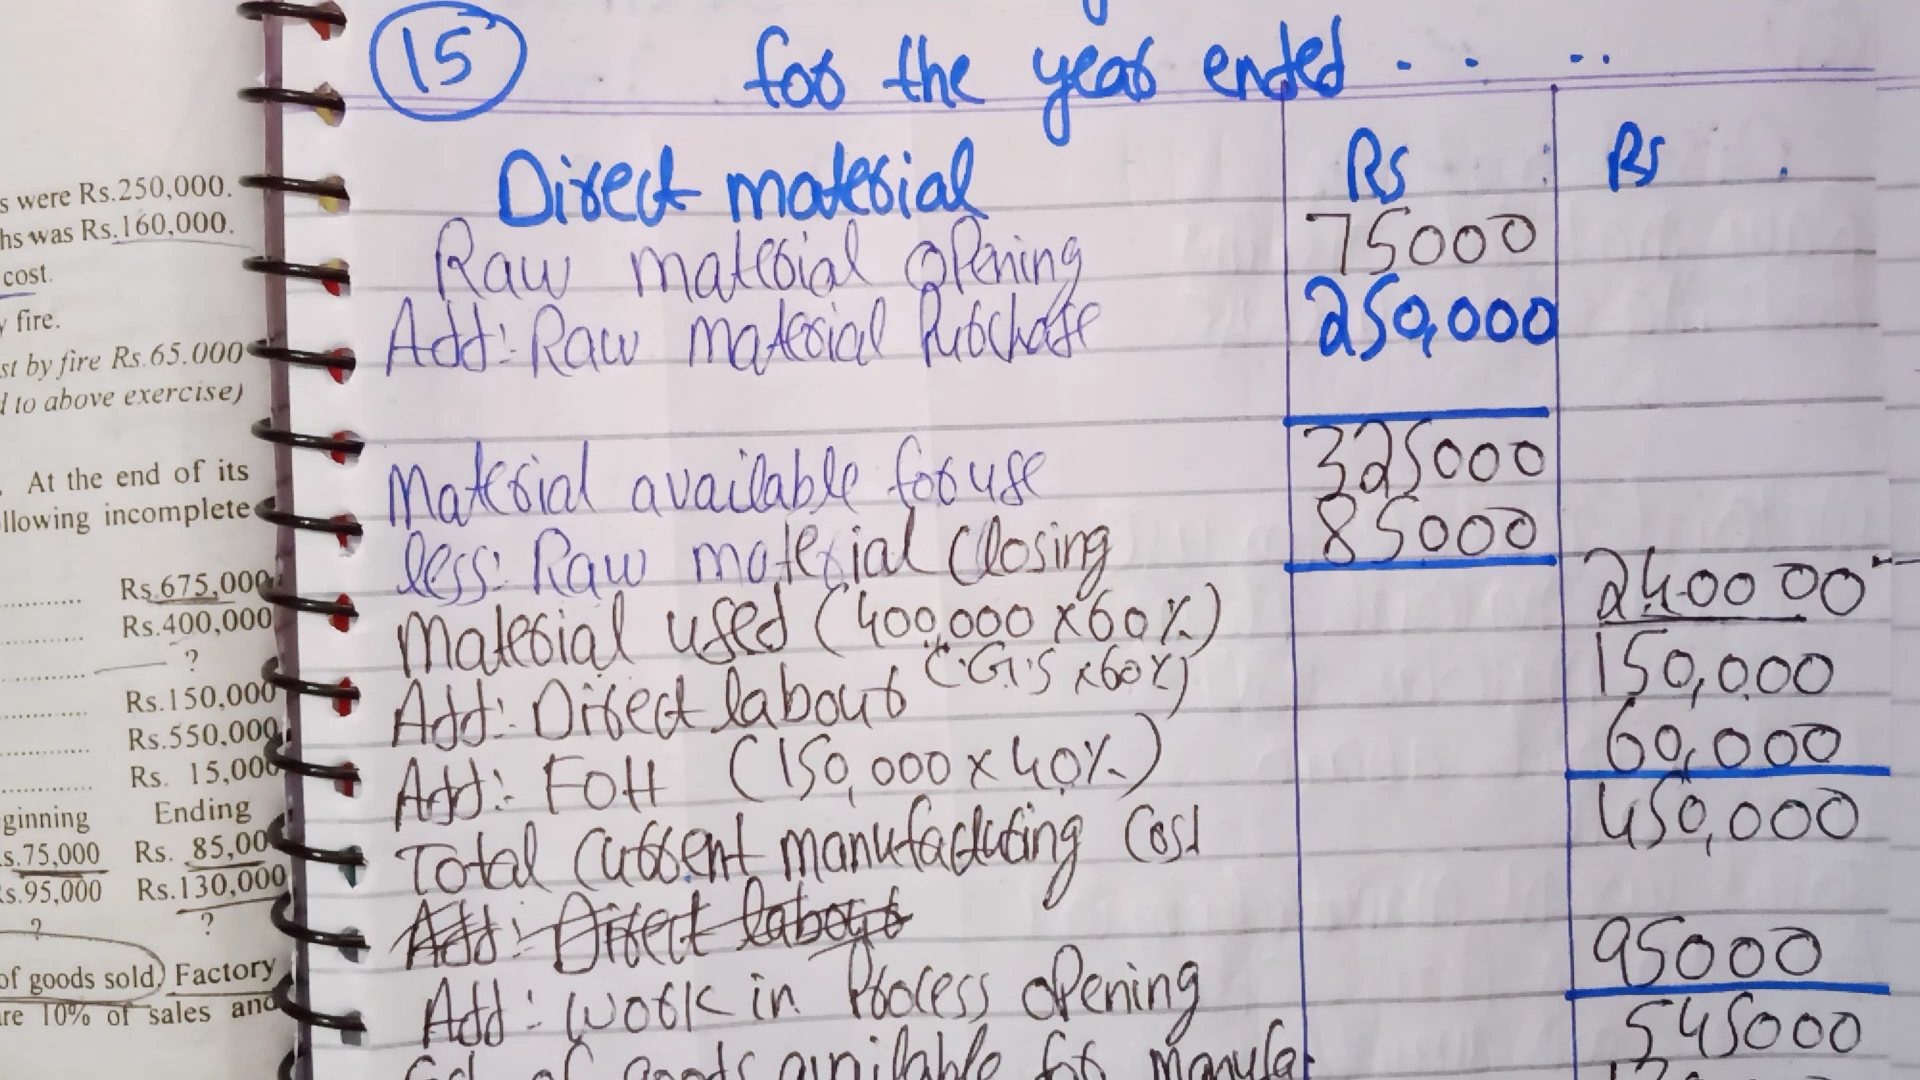 15 for the year ended . . . .
Direct material Rs Rs
Raw material opening 75000
Add: Raw material Purchase 250,000
Material available for use 325000
less: Raw material Closing 85000
Material used (400,000 x 60%) 240000
Add: Direct labour (C.G.S x 60%) 150,000
Add: FOH (150,000 x 40%) 60,000
Total Current manufacturing Cost 450,000
Add: Direct labour
Add: work in Process opening 95000
of goods available for manufa 545000
s were Rs.250,000.
hs was Rs.160,000.
cost.
fire.
st by fire Rs.65.000
to above exercise)
. At the end of its
llowing incomplete
Rs.675,000
Rs.400,000
?
Rs.150,000
Rs.550,000
Rs. 15,000
ginning Ending
s.75,000 Rs. 85,00
s.95,000 Rs.130,000
? ?
of goods sold) Factory
re 10% of sales and